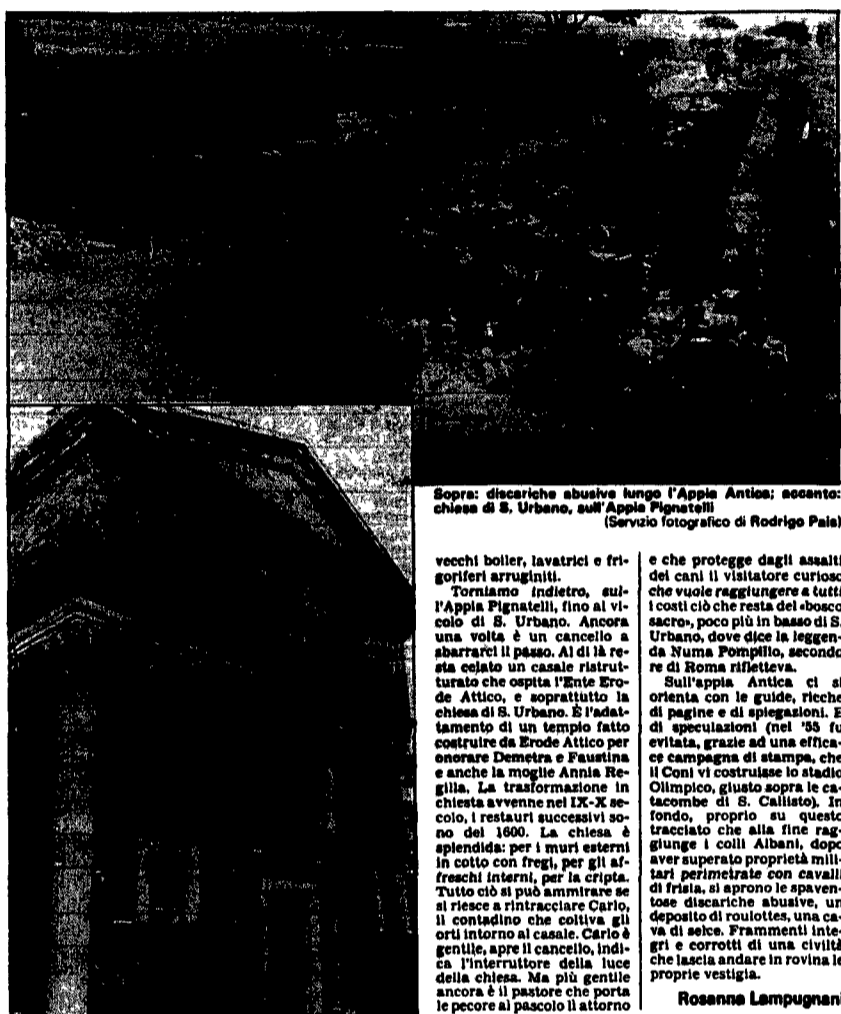 Sopra: discariche abusive lungo l'Appia Antica; accanto:
chiesa di S. Urbano, sull'Appia Pignatelli
(Servizio fotografico di Rodrigo Pais)
vecchi boiler, lavatrici e fri-
goriferi arruginiti.
Torniamo indietro, sul-
l'Appia Pignatelli, fino al vi-
colo di S. Urbano. Ancora
una volta è un cancello a
sbarrarci il passo. Al di là re-
sta celato un casale ristrut-
turato che ospita l'Ente Ero-
de Attico, e soprattutto la
chiesa di S. Urbano. È l'adat-
tamento di un tempio fatto
costruire da Erode Attico per
onorare Demetra e Faustina
e anche la moglie Annia Re-
gilla. La trasformazione in
chiesta avvenne nel IX-X se-
colo, i restauri successivi so-
no del 1600. La chiesa è
splendida: per i muri esterni
in cotto con fregi, per gli af-
freschi interni, per la cripta.
Tutto ciò si può ammirare se
si riesce a rintracciare Carlo,
il contadino che coltiva gli
orti intorno al casale. Carlo è
gentile, apre il cancello, indi-
ca l'interruttore della luce
della chiesa. Ma più gentile
ancora è il pastore che porta
le pecore al pascolo lì attorno
e che protegge dagli assalti
dei cani il visitatore curioso
che vuole raggiungere a tutti
i costi ciò che resta del «bosco
sacro», poco più in basso di S.
Urbano, dove dice la leggen-
da Numa Pompilio, secondo
re di Roma rifletteva.
Sull'appia Antica ci si
orienta con le guide, ricche
di pagine e di spiegazioni. E
di speculazioni (nel '55 fu
evitata, grazie ad una effica-
ce campagna di stampa, che
il Coni vi costruisse lo stadio
Olimpico, giusto sopra le ca-
tacombe di S. Callisto). In
fondo, proprio su questo
tracciato che alla fine rag-
giunge i colli Albani, dopo
aver superato proprietà mili-
tari perimetrate con cavalli
di frisia, si aprono le spaven-
tose discariche abusive, un
deposito di roulottes, una ca-
va di selce. Frammenti inte-
gri e corrotti di una civiltà
che lascia andare in rovina le
proprie vestigia.
Rosanna Lampugnani